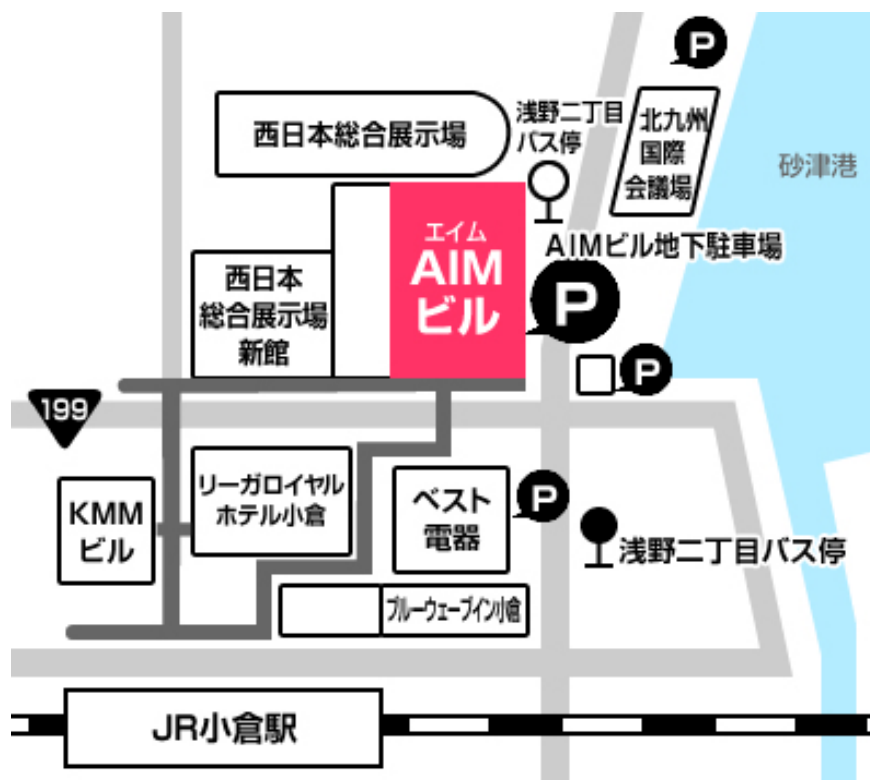 P
西日本総合展示場
浅野二丁目
バス停
北九州
国際
会議場
砂津港
エイム
AIM
ビル
AIMビル地下駐車場
P
西日本
総合展示場
新館
P
199
リーガロイヤル
ホテル小倉
KMM
ビル
ベスト
電器
P
浅野二丁目バス停
ブルーウェーブイン小倉
JR小倉駅